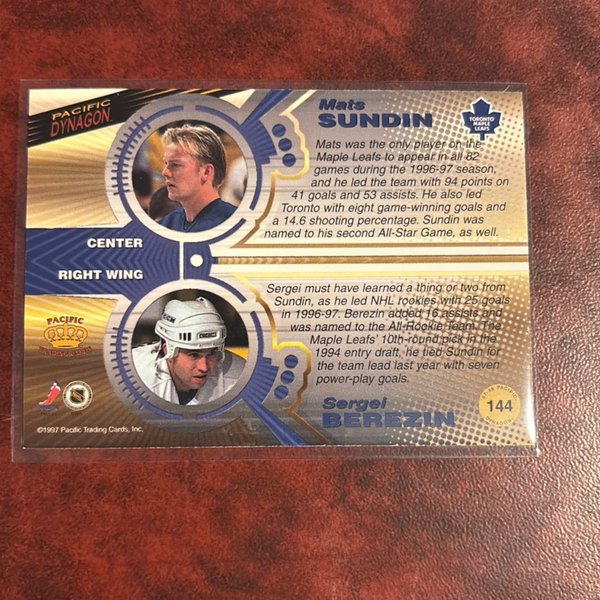 PACIFIC
DYNAGON
Mats
SUNDIN
TORONTO
MAPLE
LEAFS
Mats was the only player on the
Maple Leafs to appear in all 82
games during the 1996-97 season,
and he led the team with 94 points on
41 goals and 53 assists. He also led
Toronto with eight game-winning goals and
a 14.6 shooting percentage. Sundin was
named to his second All-Star Game, as well.
CENTER
RIGHT WING
PACIFIC
Sergei must have learned a thing or two from
Sundin, as he led NHL rookies with 25 goals
in 1996-97. Berezin added 16 assists and
was named to the All-Rookie Team. The
Maple Leafs' 10th-round pick in the
1994 entry draft, he tied Sundin for
the team lead last year with seven
power-play goals.
Sergei
BEREZIN
144
©1997 Pacific Trading Cards, Inc.